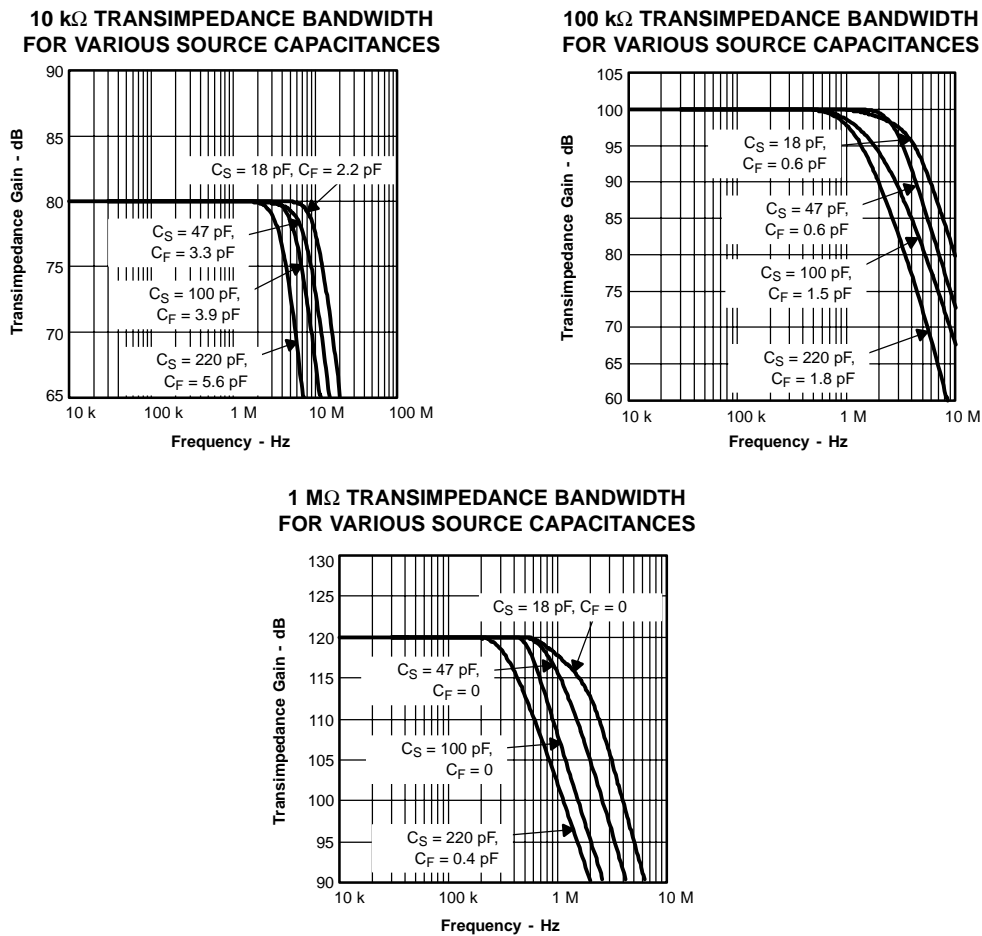 10 kΩ TRANSIMPEDANCE BANDWIDTH
FOR VARIOUS SOURCE CAPACITANCES
90
85
80
75
70
65
Transimpedance Gain - dB
CS = 18 pF, CF = 2.2 pF
CS = 47 pF,
CF = 3.3 pF
CS = 100 pF,
CF = 3.9 pF
CS = 220 pF,
CF = 5.6 pF
10 k 100 k 1 M 10 M 100 M
Frequency - Hz
100 kΩ TRANSIMPEDANCE BANDWIDTH
FOR VARIOUS SOURCE CAPACITANCES
105
100
95
90
85
80
75
70
65
60
Transimpedance Gain - dB
CS = 18 pF,
CF = 0.6 pF
CS = 47 pF,
CF = 0.6 pF
CS = 100 pF,
CF = 1.5 pF
CS = 220 pF,
CF = 1.8 pF
10 k 100 k 1 M 10 M
Frequency - Hz
1 MΩ TRANSIMPEDANCE BANDWIDTH
FOR VARIOUS SOURCE CAPACITANCES
130
125
120
115
110
105
100
95
90
Transimpedance Gain - dB
CS = 18 pF, CF = 0
CS = 47 pF,
CF = 0
CS = 100 pF,
CF = 0
CS = 220 pF,
CF = 0.4 pF
10 k 100 k 1 M 10 M
Frequency - Hz